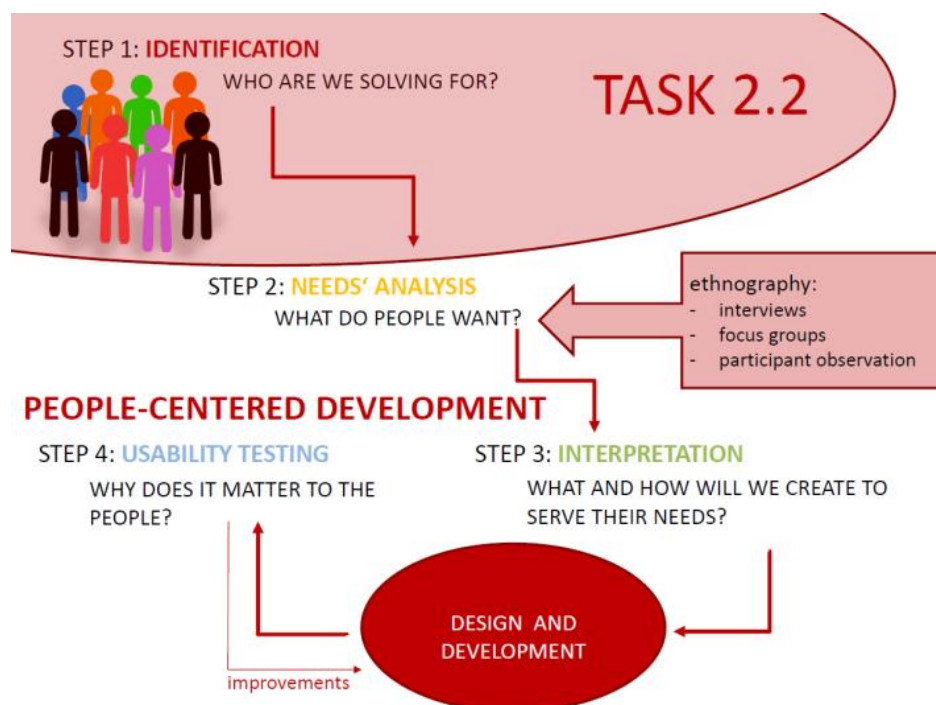 STEP 1: IDENTIFICATION
WHO ARE WE SOLVING FOR?
TASK 2.2
STEP 2: NEEDS‘ ANALYSIS
WHAT DO PEOPLE WANT?
ethnography:
- interviews
- focus groups
- participant observation
PEOPLE-CENTERED DEVELOPMENT
STEP 4: USABILITY TESTING
WHY DOES IT MATTER TO THE
PEOPLE?
STEP 3: INTERPRETATION
WHAT AND HOW WILL WE CREATE TO
SERVE THEIR NEEDS?
DESIGN AND
DEVELOPMENT
improvements